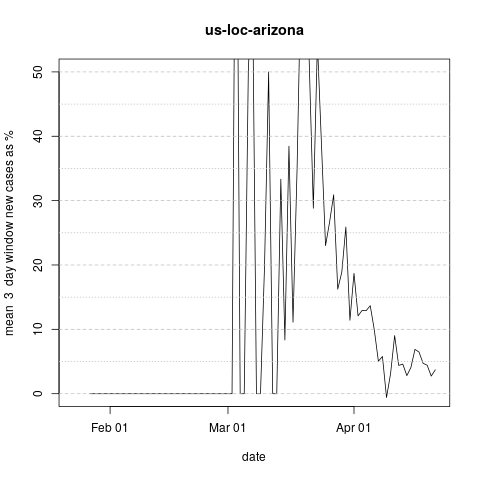 us-loc-arizona
mean 3 day window new cases as %
50
40
30
20
10
0
Feb 01
Mar 01
Apr 01
date